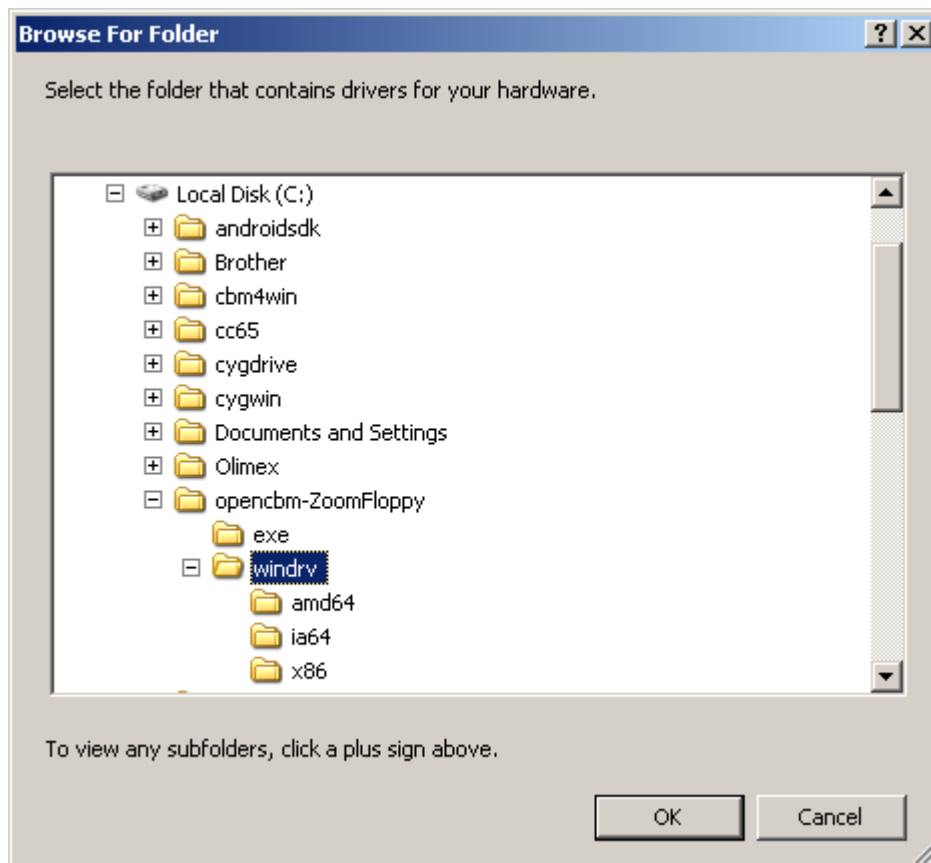 Browse For Folder
Select the folder that contains drivers for your hardware.
Local Disk (C:)
androidsdk
Brother
cbm4win
cc65
cygdrive
cygwin
Documents and Settings
Olimex
opencbm-ZoomFloppy
exe
windrv
amd64
ia64
x86
To view any subfolders, click a plus sign above.
OK Cancel